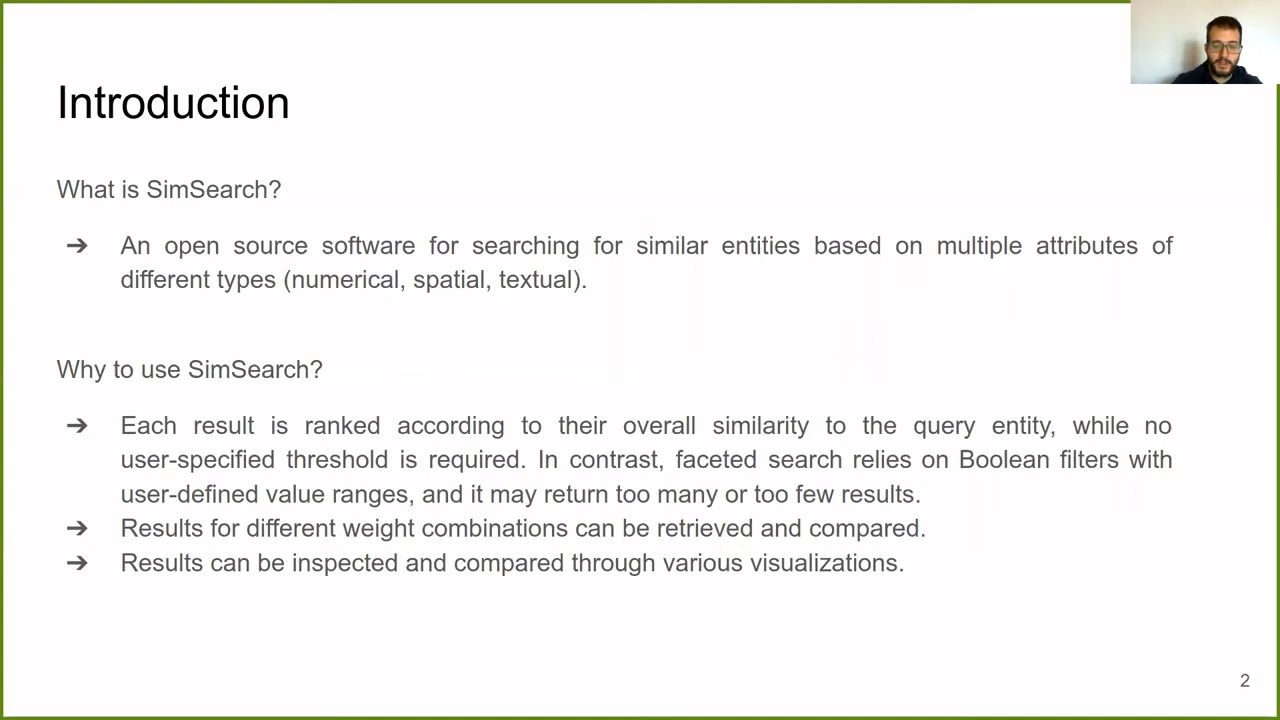 Introduction
What is SimSearch?
➔ An open source software for searching for similar entities based on multiple attributes of
different types (numerical, spatial, textual).
Why to use SimSearch?
➔ Each result is ranked according to their overall similarity to the query entity, while no
user-specified threshold is required. In contrast, faceted search relies on Boolean filters with
user-defined value ranges, and it may return too many or too few results.
➔ Results for different weight combinations can be retrieved and compared.
➔ Results can be inspected and compared through various visualizations.
2